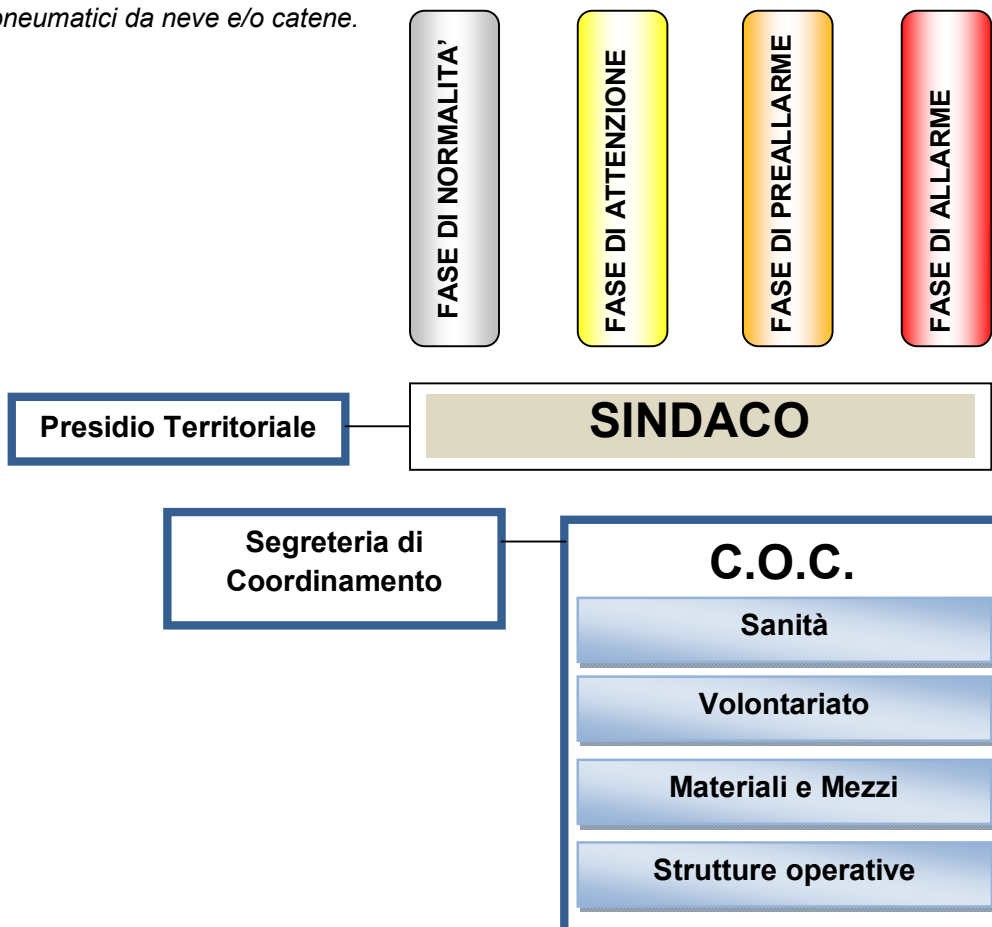 pneumatici da neve e/o catene.
FASE DI NORMALITA’
FASE DI ATTENZIONE
FASE DI PREALLARME
FASE DI ALLARME
Presidio Territoriale
SINDACO
Segreteria di
Coordinamento
C.O.C.
Sanità
Volontariato
Materiali e Mezzi
Strutture operative